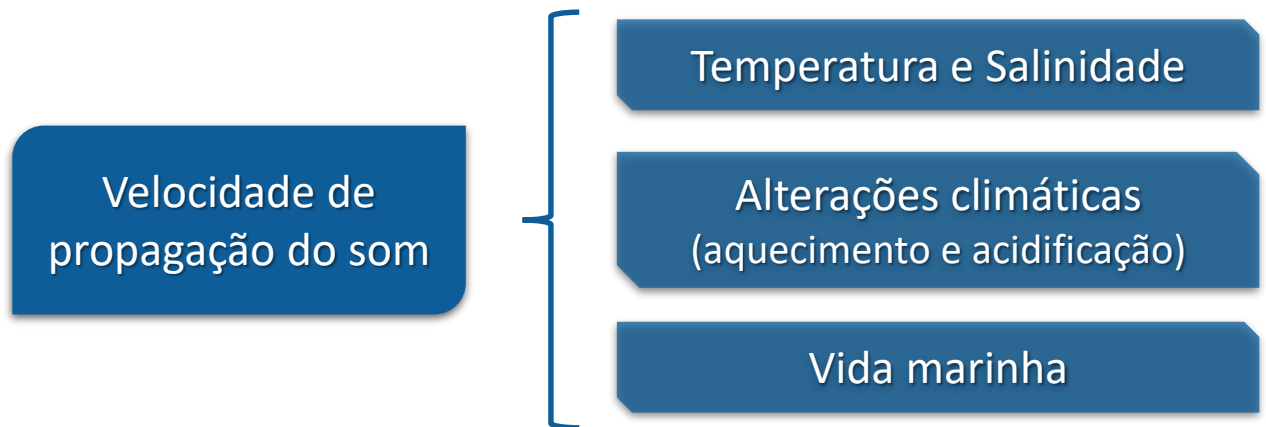 Velocidade de
propagação do som
Temperatura e Salinidade
Alterações climáticas
(aquecimento e acidificação)
Vida marinha